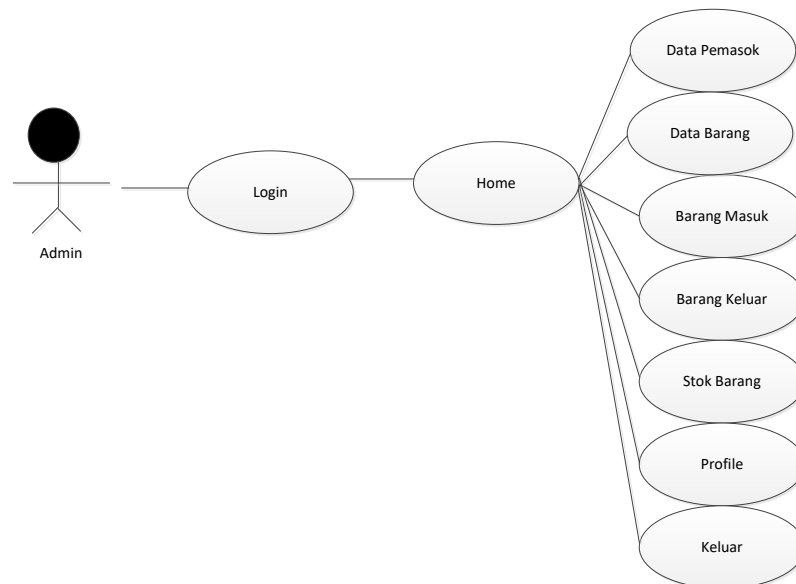 Data Pemasok
Data Barang
Login
Home
Barang Masuk
Admin
Barang Keluar
Stok Barang
Profile
Keluar